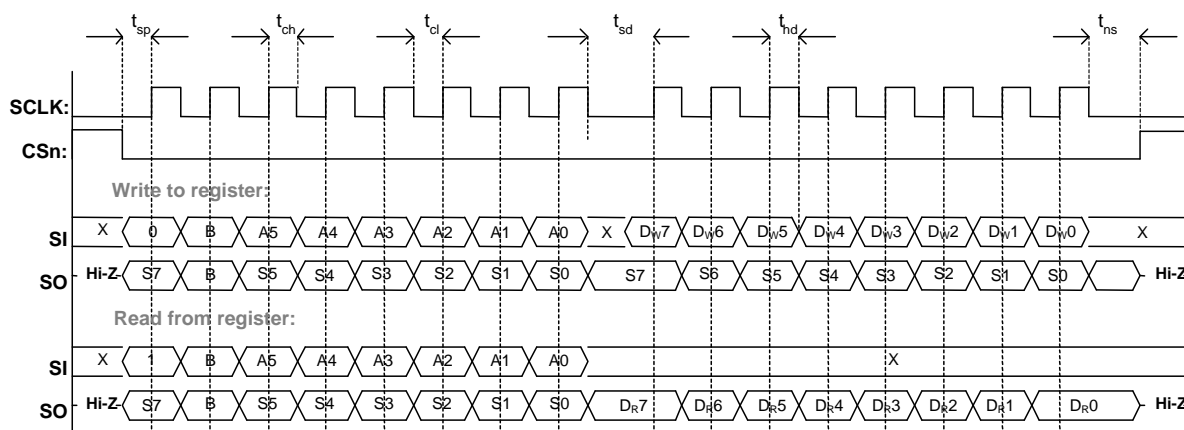 tsp tch tcl tsd thd tns
SCLK:
CSn:
Write to register:
SI X 0 B A5 A4 A3 A2 A1 A0 X DW7 DW6 DW5 DW4 DW3 DW2 DW1 DW0 X
SO Hi-Z S7 B S5 S4 S3 S2 S1 S0 S7 S6 S5 S4 S3 S2 S1 S0 Hi-Z
Read from register:
SI X 1 B A5 A4 A3 A2 A1 A0 X
SO Hi-Z S7 B S5 S4 S3 S2 S1 S0 DR7 DR6 DR5 DR4 DR3 DR2 DR1 DR0 Hi-Z